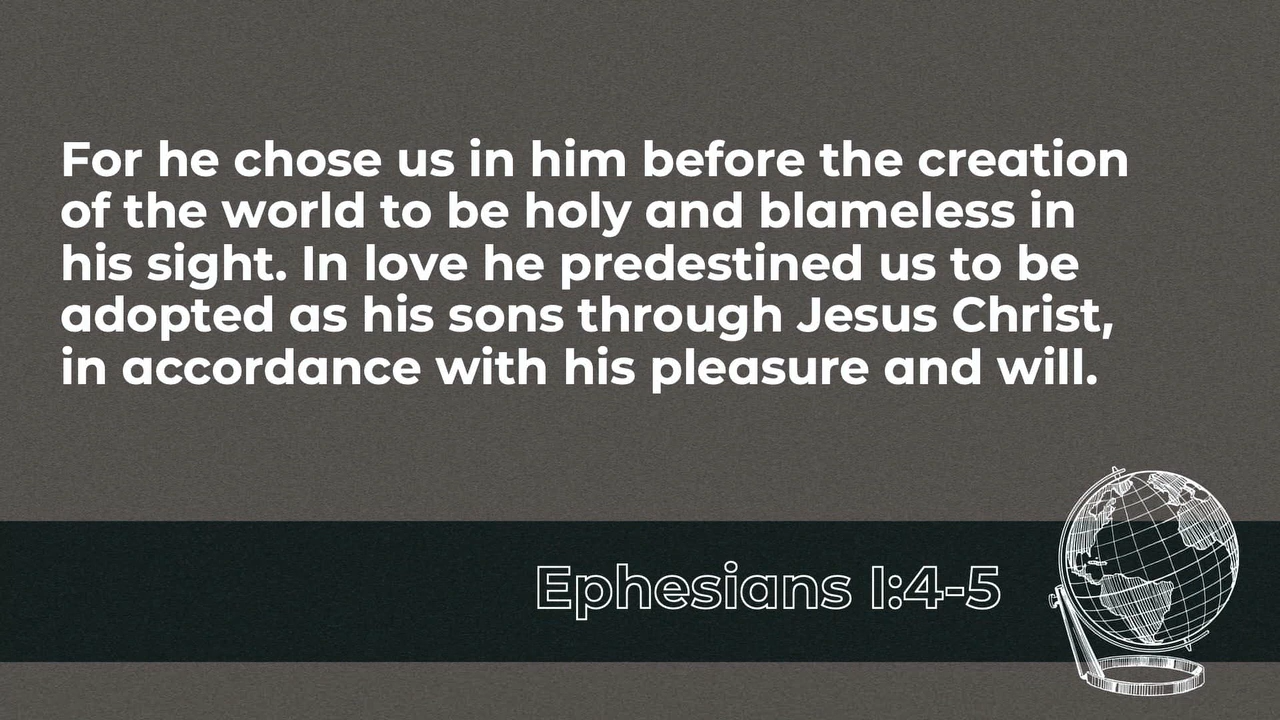 For he chose us in him before the creation
of the world to be holy and blameless in
his sight. In love he predestined us to be
adopted as his sons through Jesus Christ,
in accordance with his pleasure and will.
Ephesians 1:4-5